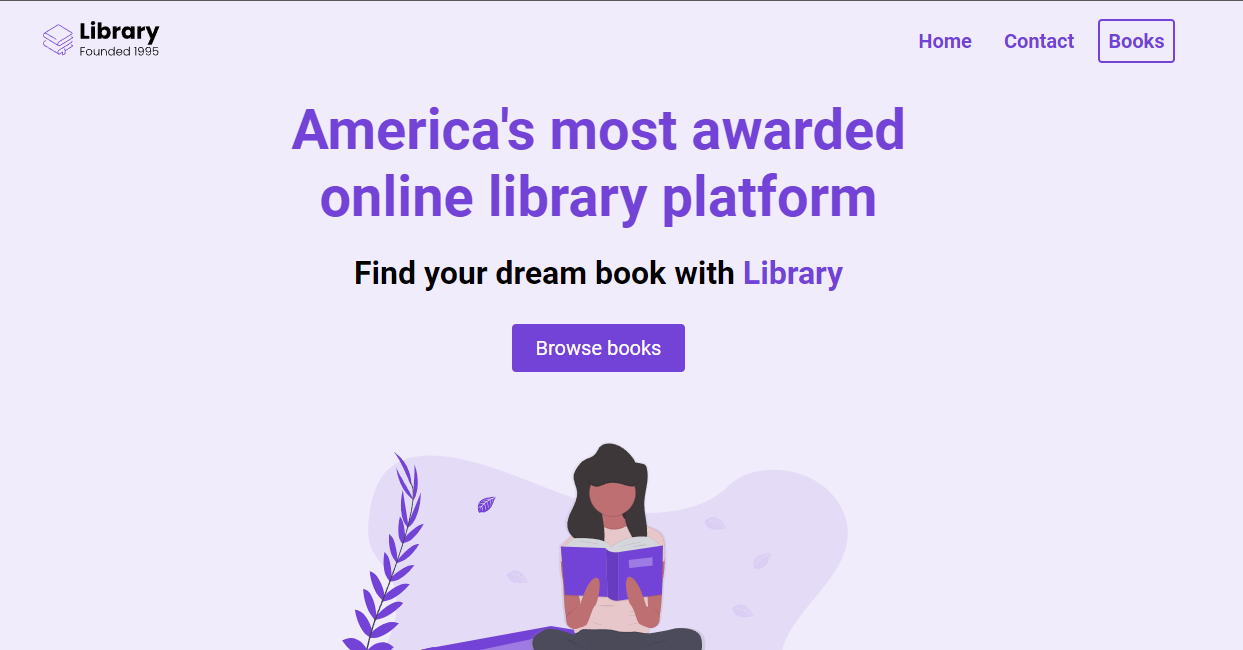 Library
Founded 1995
Home Contact Books
America's most awarded
online library platform
Find your dream book with Library
Browse books